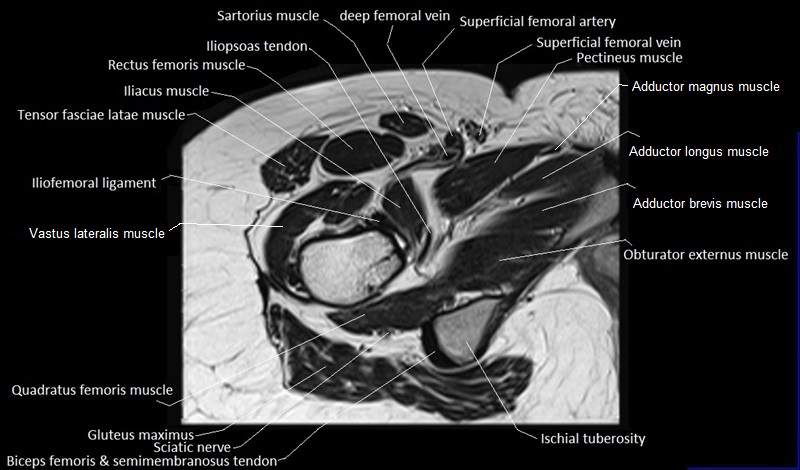 Sartorius muscle
deep femoral vein
Superficial femoral artery
Iliopsoas tendon
Superficial femoral vein
Rectus femoris muscle
Pectineus muscle
Iliacus muscle
Adductor magnus muscle
Tensor fasciae latae muscle
Adductor longus muscle
Iliofemoral ligament
Adductor brevis muscle
Vastus lateralis muscle
Obturator externus muscle
Quadratus femoris muscle
Gluteus maximus
Ischial tuberosity
Sciatic nerve
Biceps femoris & semimembranosus tendon